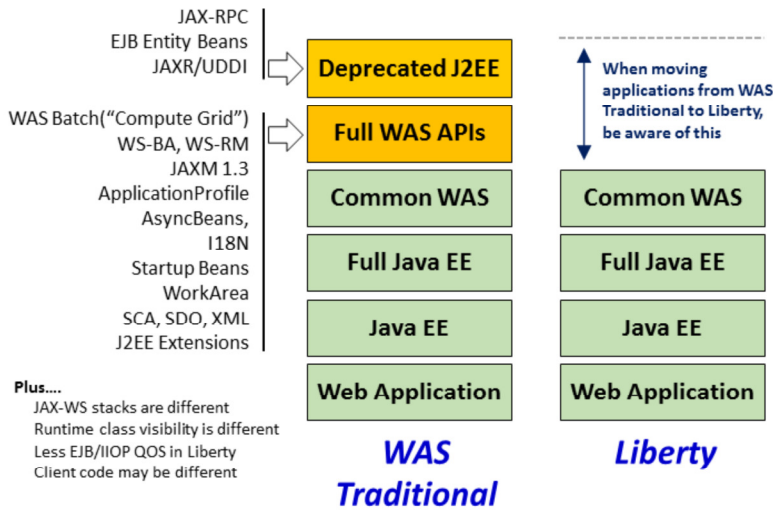 JAX-RPC
EJB Entity Beans
JAXR/UDDI
WAS Batch(“Compute Grid”)
WS-BA, WS-RM
JAXM 1.3
ApplicationProfile
AsyncBeans,
I18N
Startup Beans
WorkArea
SCA, SDO, XML
J2EE Extensions
Plus....
JAX-WS stacks are different
Runtime class visibility is different
Less EJB/IIOP QOS in Liberty
Client code may be different
Deprecated J2EE
Full WAS APIs
Common WAS
Full Java EE
Java EE
Web Application
WAS
Traditional
When moving
applications from WAS
Traditional to Liberty,
be aware of this
Common WAS
Full Java EE
Java EE
Web Application
Liberty